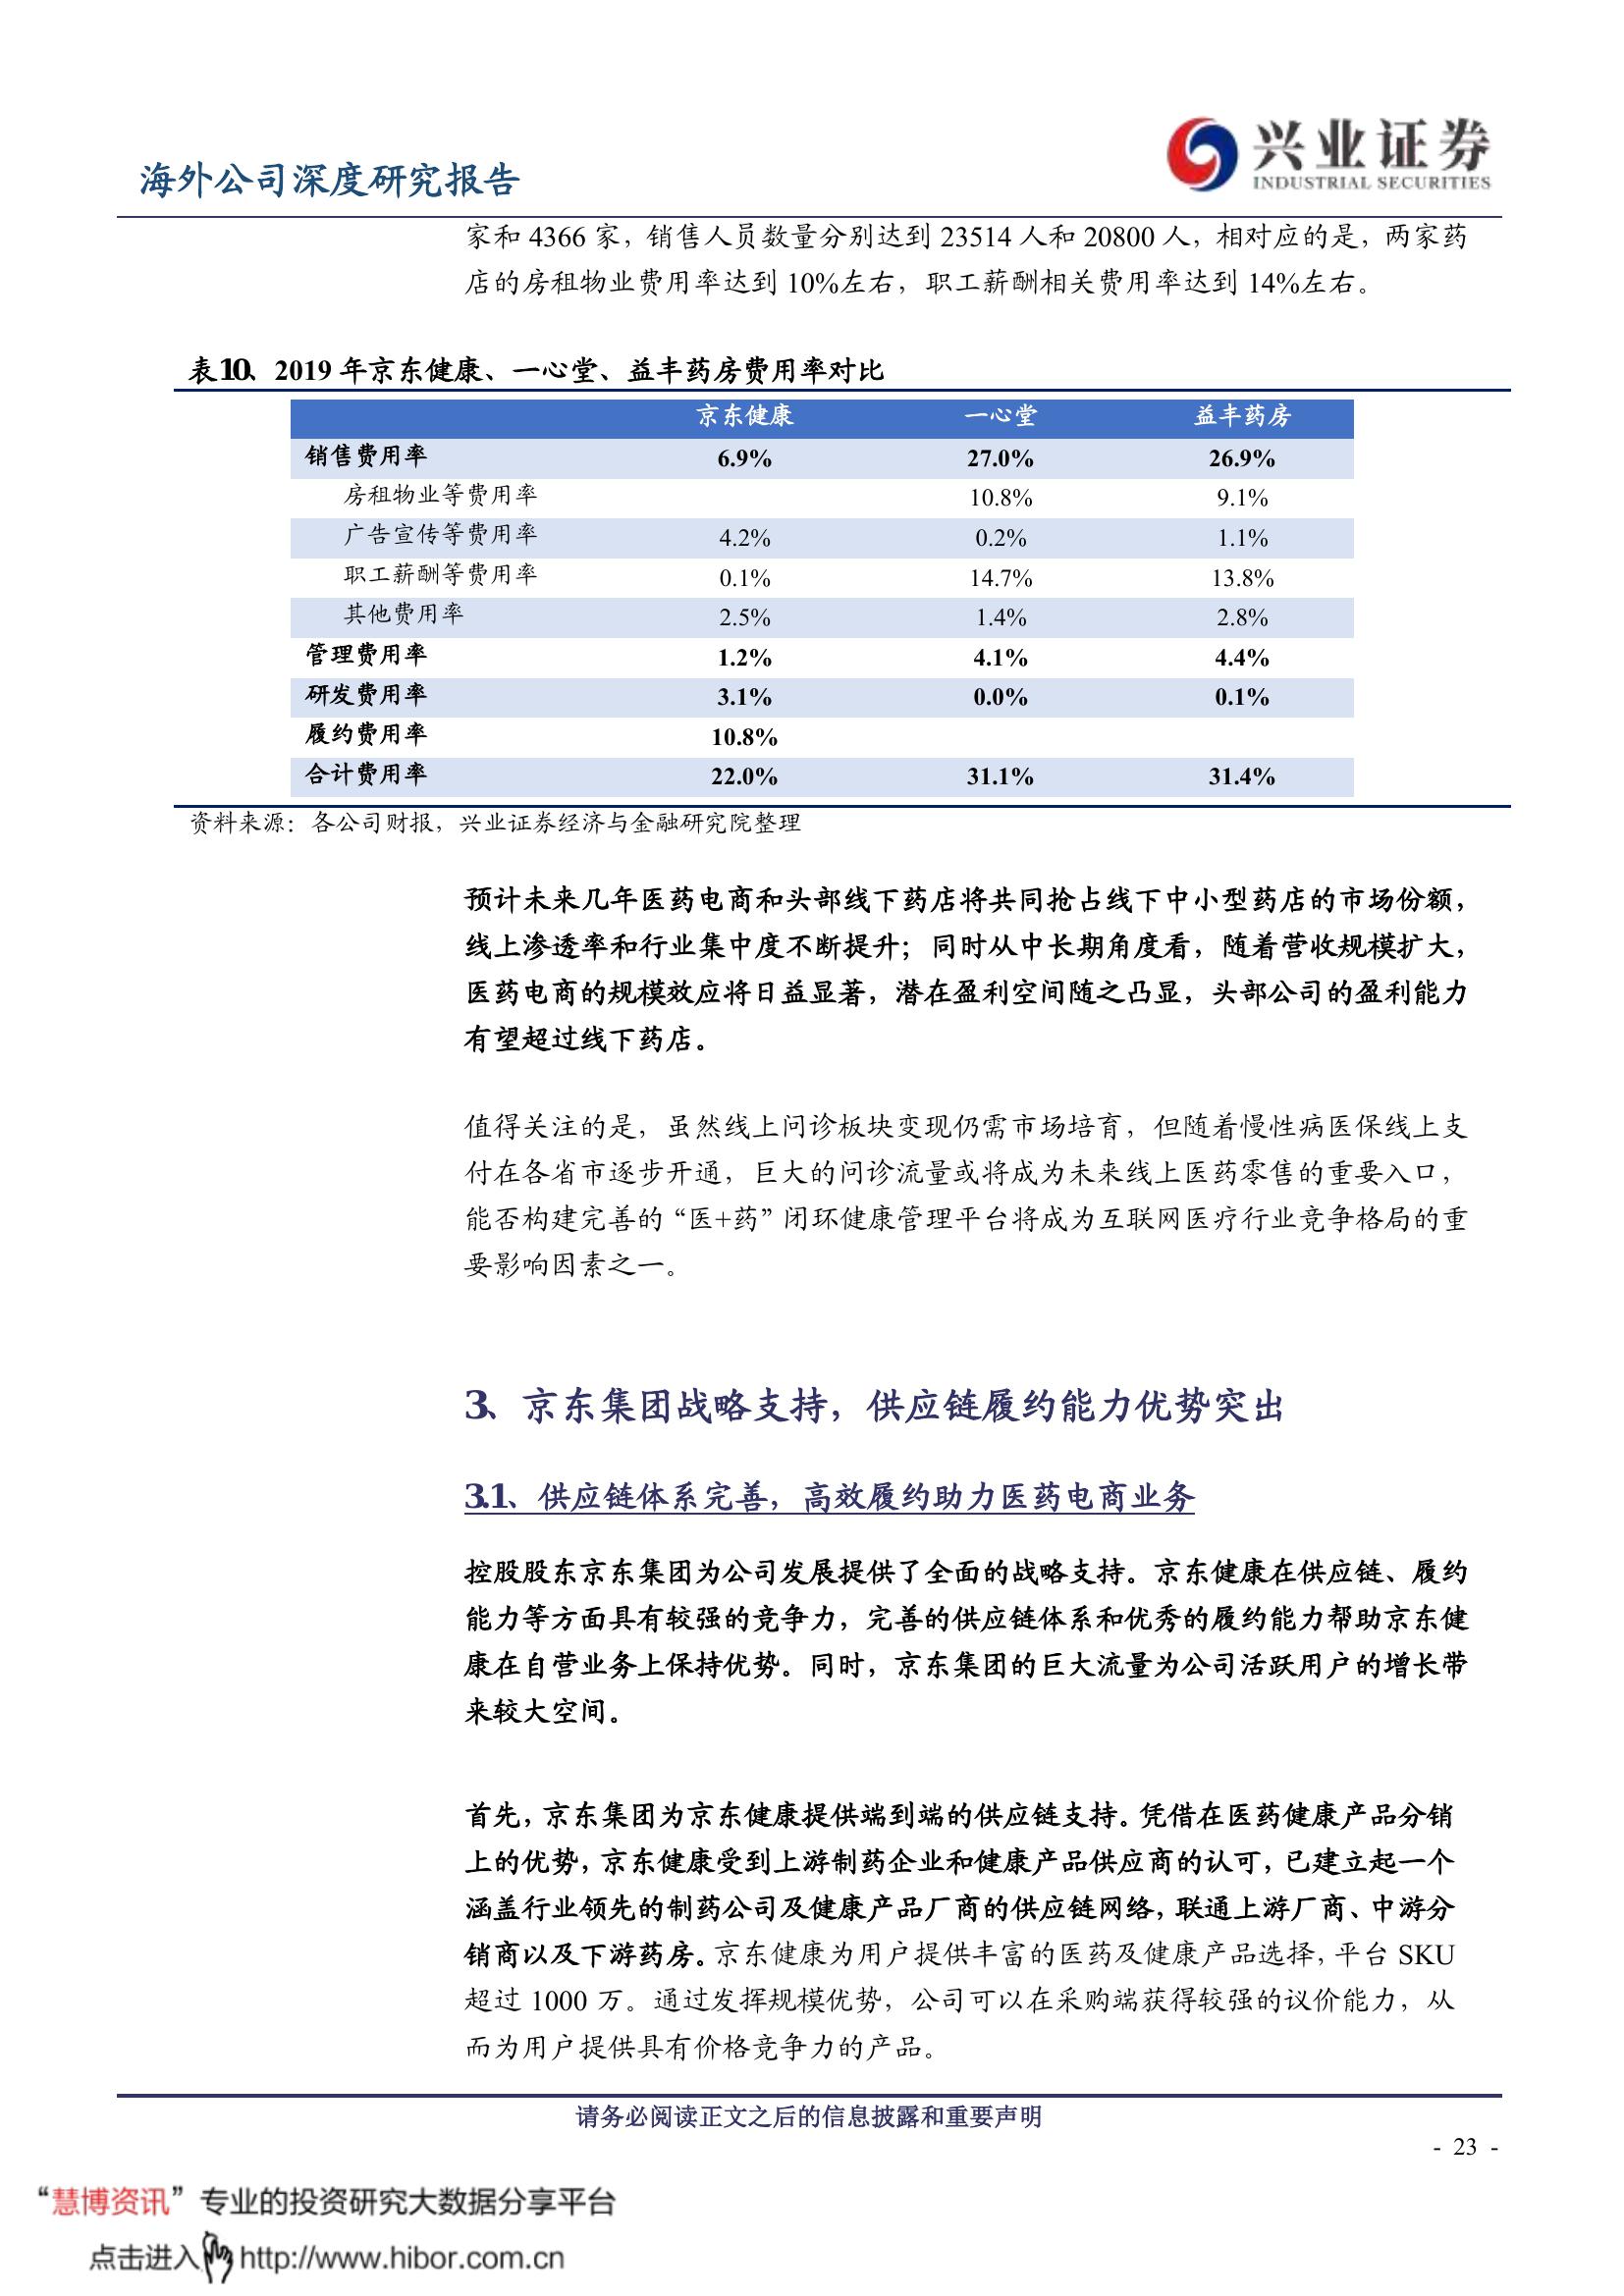 海外公司深度研究报告
兴业证券
INDUSTRIAL SECURITIES
家和 4366 家，销售人员数量分别达到 23514 人和 20800 人，相对应的是，两家药
店的房租物业费用率达到 10%左右，职工薪酬相关费用率达到 14%左右。
表10、2019 年京东健康、一心堂、益丰药房费用率对比
京东健康 一心堂 益丰药房
销售费用率 6.9% 27.0% 26.9%
房租物业等费用率 10.8% 9.1%
广告宣传等费用率 4.2% 0.2% 1.1%
职工薪酬等费用率 0.1% 14.7% 13.8%
其他费用率 2.5% 1.4% 2.8%
管理费用率 1.2% 4.1% 4.4%
研发费用率 3.1% 0.0% 0.1%
履约费用率 10.8%
合计费用率 22.0% 31.1% 31.4%
资料来源：各公司财报，兴业证券经济与金融研究院整理
预计未来几年医药电商和头部线下药店将共同抢占线下中小型药店的市场份额，
线上渗透率和行业集中度不断提升；同时从中长期角度看，随着营收规模扩大，
医药电商的规模效应将日益显著，潜在盈利空间随之凸显，头部公司的盈利能力
有望超过线下药店。
值得关注的是，虽然线上问诊板块变现仍需市场培育，但随着慢性病医保线上支
付在各省市逐步开通，巨大的问诊流量或将成为未来线上医药零售的重要入口，
能否构建完善的“医+药”闭环健康管理平台将成为互联网医疗行业竞争格局的重
要影响因素之一。
3、京东集团战略支持，供应链履约能力优势突出
3.1、供应链体系完善，高效履约助力医药电商业务
控股股东京东集团为公司发展提供了全面的战略支持。京东健康在供应链、履约
能力等方面具有较强的竞争力，完善的供应链体系和优秀的履约能力帮助京东健
康在自营业务上保持优势。同时，京东集团的巨大流量为公司活跃用户的增长带
来较大空间。
首先，京东集团为京东健康提供端到端的供应链支持。凭借在医药健康产品分销
上的优势，京东健康受到上游制药企业和健康产品供应商的认可，已建立起一个
涵盖行业领先的制药公司及健康产品厂商的供应链网络，联通上游厂商、中游分
销商以及下游药房。京东健康为用户提供丰富的医药及健康产品选择，平台 SKU
超过 1000 万。通过发挥规模优势，公司可以在采购端获得较强的议价能力，从
而为用户提供具有价格竞争力的产品。
请务必阅读正文之后的信息披露和重要声明
- 23 -
“慧博资讯”专业的投资研究大数据分享平台
点击进入http://www.hibor.com.cn